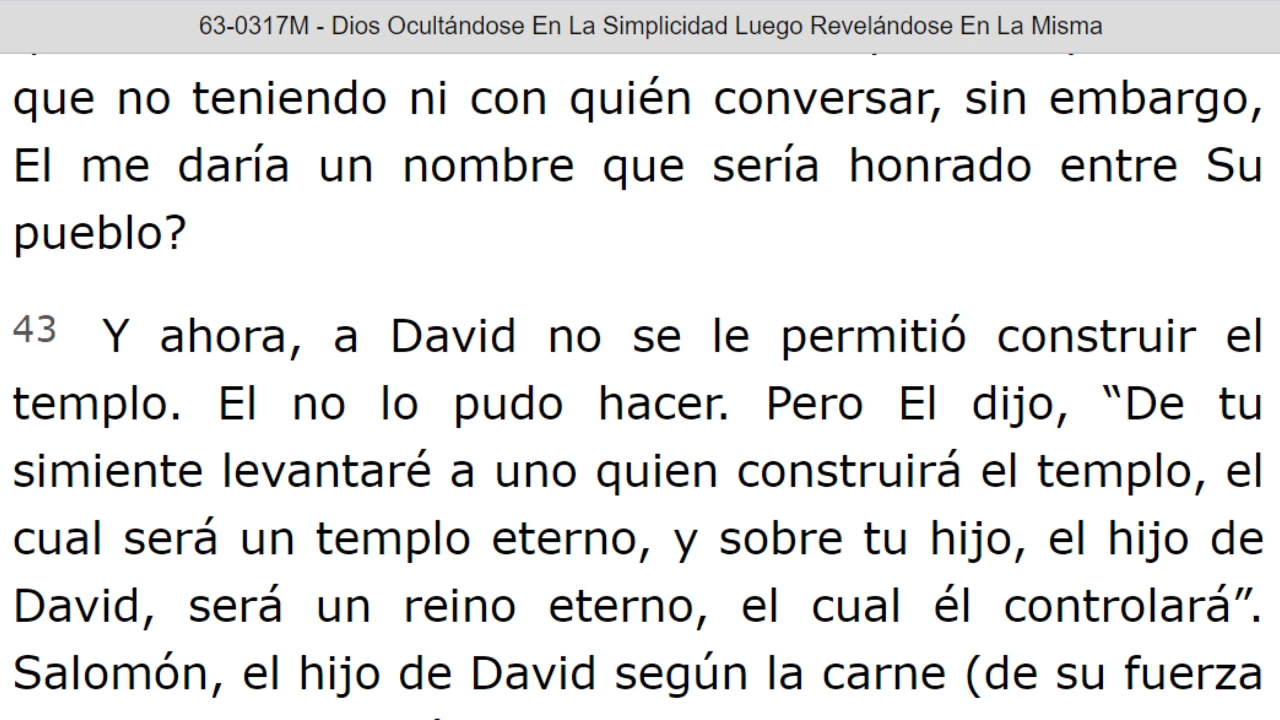 63-0317M - Dios Ocultándose En La Simplicidad Luego Revelándose En La Misma
que no teniendo ni con quién conversar, sin embargo,
El me daría un nombre que sería honrado entre Su
pueblo?
43 Y ahora, a David no se le permitió construir el
templo. El no lo pudo hacer. Pero El dijo, “De tu
simiente levantaré a uno quien construirá el templo, el
cual será un templo eterno, y sobre tu hijo, el hijo de
David, será un reino eterno, el cual él controlará”.
Salomón, el hijo de David según la carne (de su fuerza